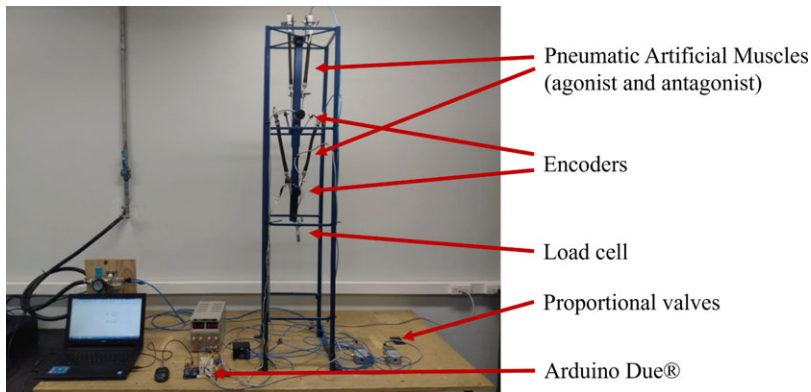 Pneumatic Artificial Muscles
(agonist and antagonist)
Encoders
Load cell
Proportional valves
Arduino Due®